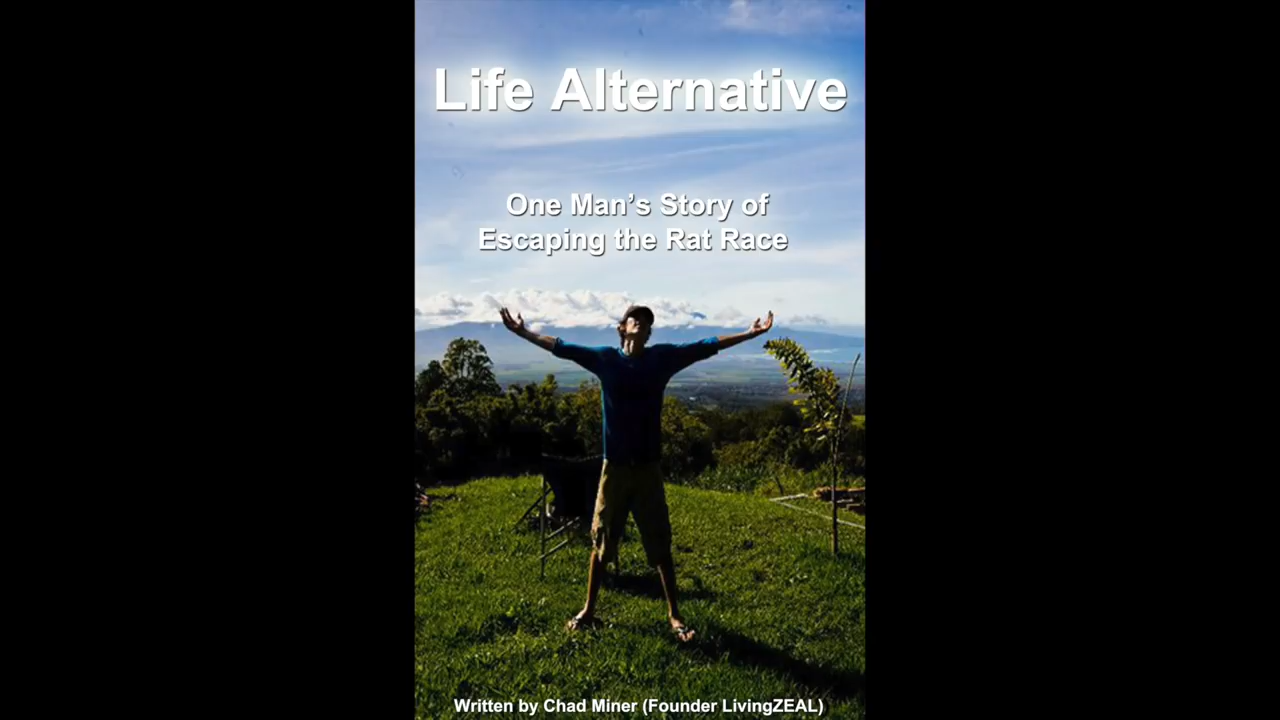 Life Alternative
One Man’s Story of
Escaping the Rat Race
Written by Chad Miner (Founder LivingZEAL)